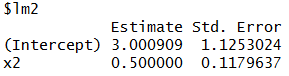 $lm2
Estimate Std. Error
(Intercept) 3.000909 1.1253024
x2 0.500000 0.1179637